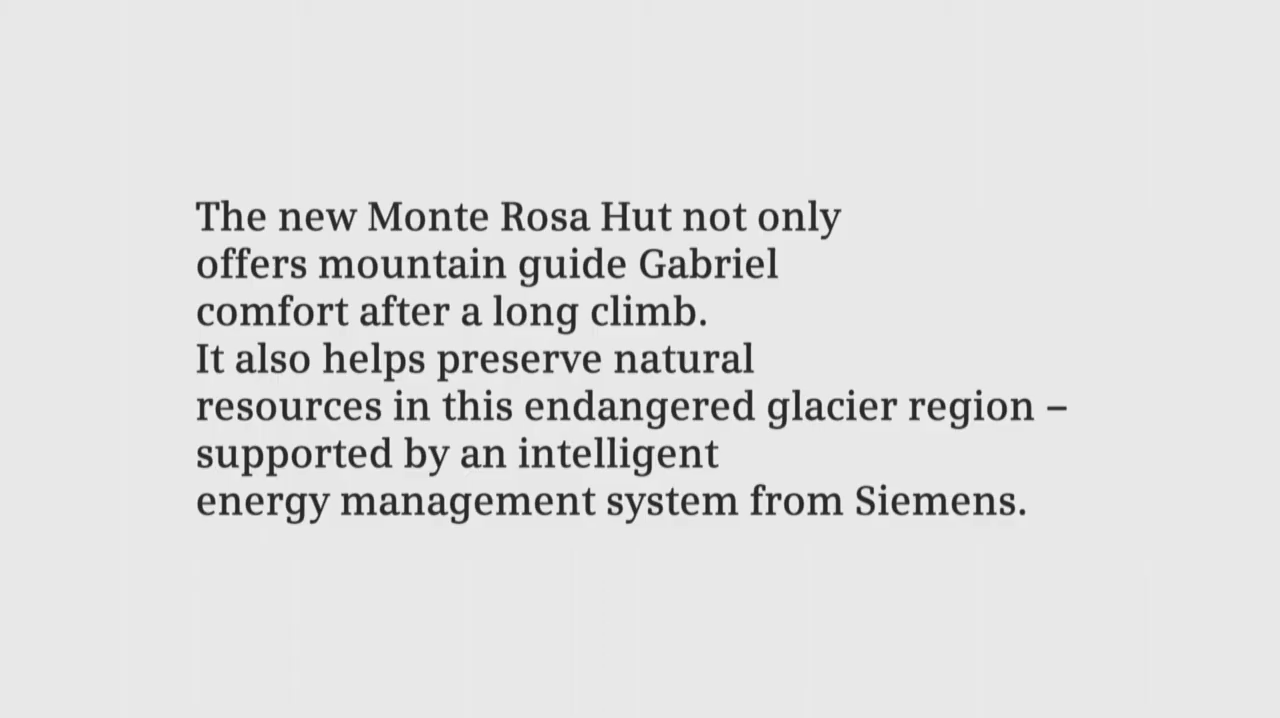 The new Monte Rosa Hut not only
offers mountain guide Gabriel
comfort after a long climb.
It also helps preserve natural
resources in this endangered glacier region –
supported by an intelligent
energy management system from Siemens.